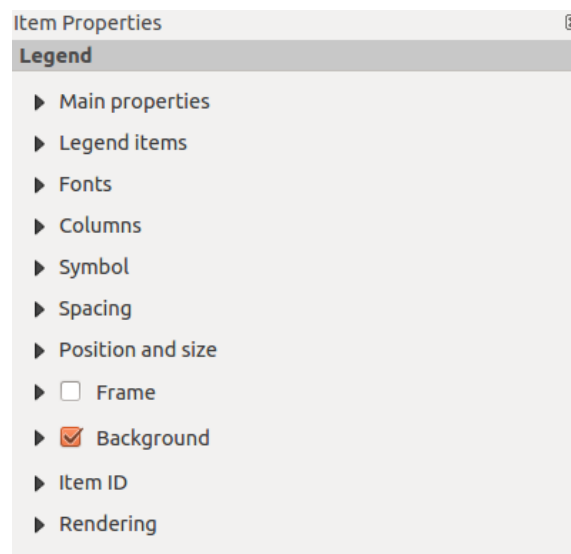 Item Properties
Legend
Main properties
Legend items
Fonts
Columns
Symbol
Spacing
Position and size
Frame
Background
Item ID
Rendering